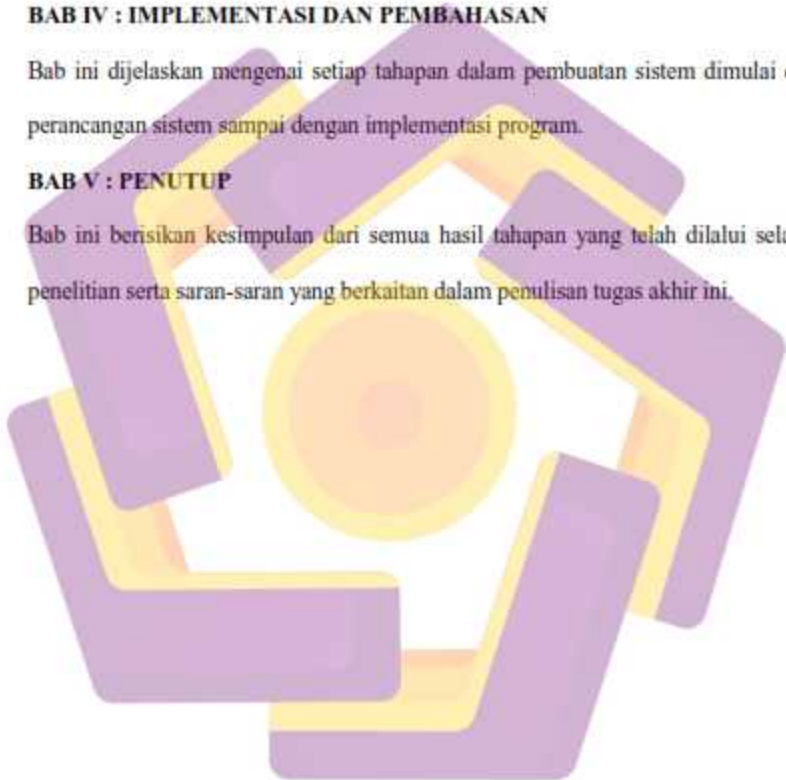 BAB IV : IMPLEMENTASI DAN PEMBAHASAN
Bab ini dijelaskan mengenai setiap tahapan dalam pembuatan sistem dimulai
perancangan sistem sampai dengan implementasi program.
BAB V : PENUTUP
Bab ini berisikan kesimpulan dari semua hasil tahapan yang telah dilalui
penelitian serta saran-saran yang berkaitan dalam penulisan tugas akhir ini.